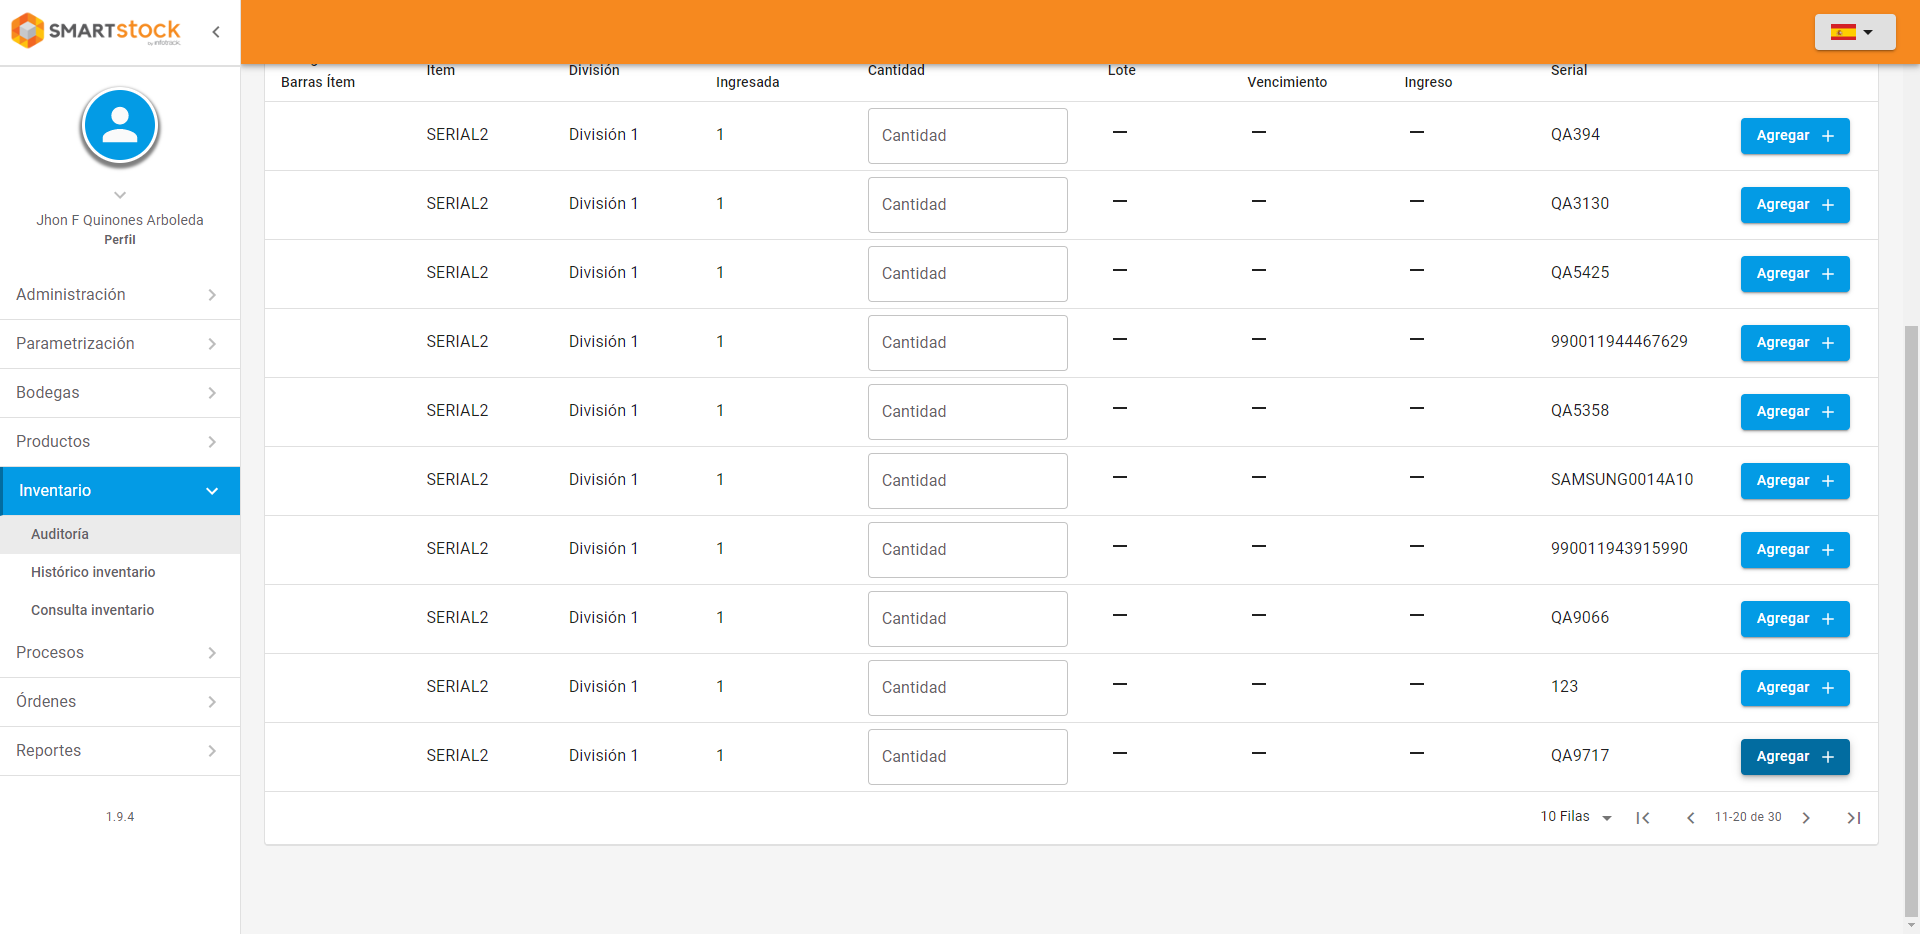 SMARTstock
by infotrack
Jhon F Quinones Arboleda
Perfil
Administración
Parametrización
Bodegas
Productos
Inventario
Auditoría
Histórico inventario
Consulta inventario
Procesos
Órdenes
Reportes
1.9.4
Barras Ítem Item División Ingresada Cantidad Lote Vencimiento Ingreso Serial
SERIAL2 División 1 1 Cantidad — — — QA394 Agregar +
SERIAL2 División 1 1 Cantidad — — — QA3130 Agregar +
SERIAL2 División 1 1 Cantidad — — — QA5425 Agregar +
SERIAL2 División 1 1 Cantidad — — — 990011944467629 Agregar +
SERIAL2 División 1 1 Cantidad — — — QA5358 Agregar +
SERIAL2 División 1 1 Cantidad — — — SAMSUNG0014A10 Agregar +
SERIAL2 División 1 1 Cantidad — — — 990011943915990 Agregar +
SERIAL2 División 1 1 Cantidad — — — QA9066 Agregar +
SERIAL2 División 1 1 Cantidad — — — 123 Agregar +
SERIAL2 División 1 1 Cantidad — — — QA9717 Agregar +
10 Filas 11-20 de 30